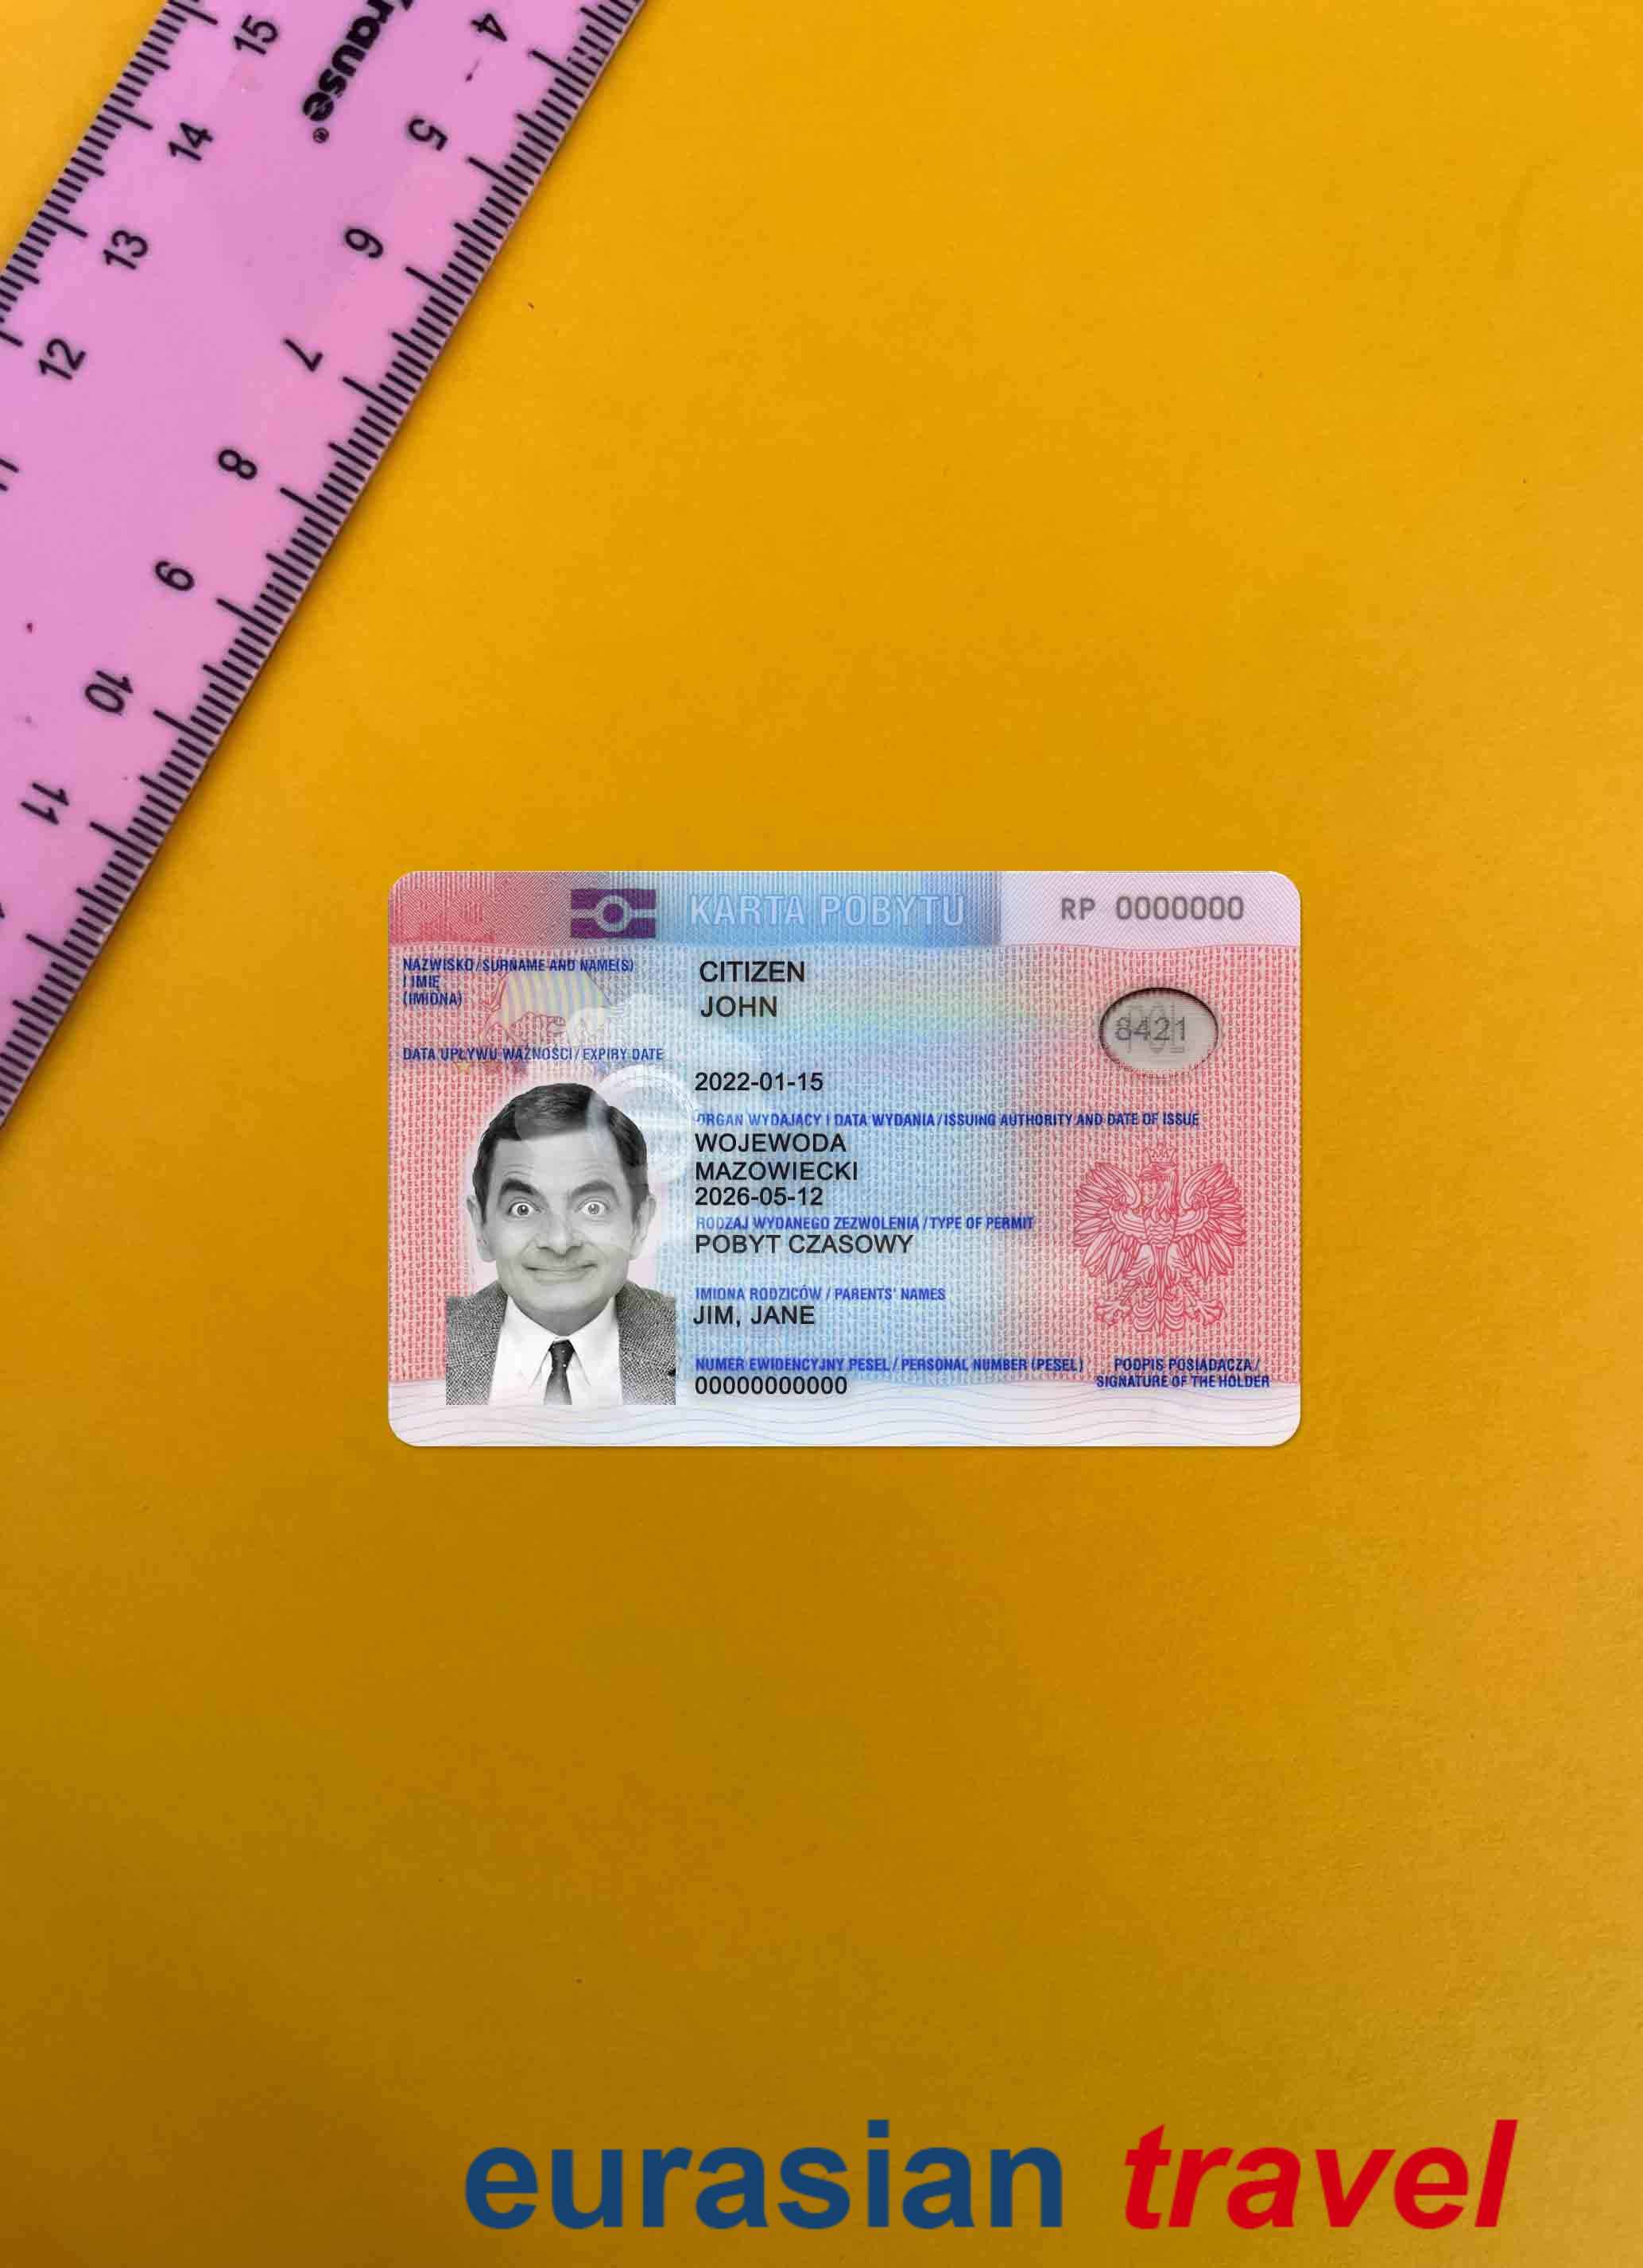 15 14 13 12
rause®
4 5 6 7 8 9 10 11
KARTA POBYTU
RP 0000000
NAZWISKO / SURNAME AND NAME(S)
I IMIĘ
(IMIONA)
CITIZEN
JOHN
8421
DATA UPŁYWU WAŻNOŚCI / EXPIRY DATE
2022-01-15
ORGAN WYDAJĄCY I DATA WYDANIA / ISSUING AUTHORITY AND DATE OF ISSUE
WOJEWODA
MAZOWIECKI
2026-05-12
RODZAJ WYDANEGO ZEZWOLENIA / TYPE OF PERMIT
POBYT CZASOWY
IMIONA RODZICÓW / PARENTS' NAMES
JIM, JANE
NUMER EWIDENCYJNY PESEL / PERSONAL NUMBER (PESEL)
00000000000
PODPIS POSIADACZA /
SIGNATURE OF THE HOLDER
eurasian travel